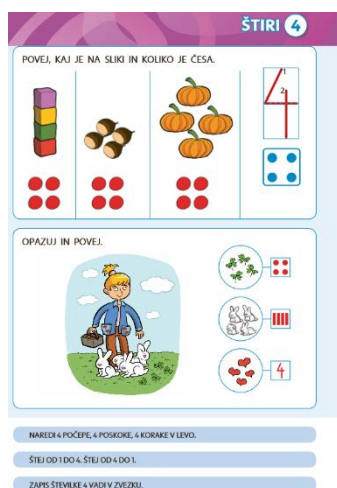 ŠTIRI 4
POVEJ, KAJ JE NA SLIKI IN KOLIKO JE ČESA.
1
2
4
OPAZUJ IN POVEJ.
4
NAREDI 4 POČEPE, 4 POSKOKE, 4 KORAKE V LEVO.
ŠTEJ OD 1 DO 4. ŠTEJ OD 4 DO 1.
ZAPIS ŠTEVILKE 4 VADI V ZVEZKU.